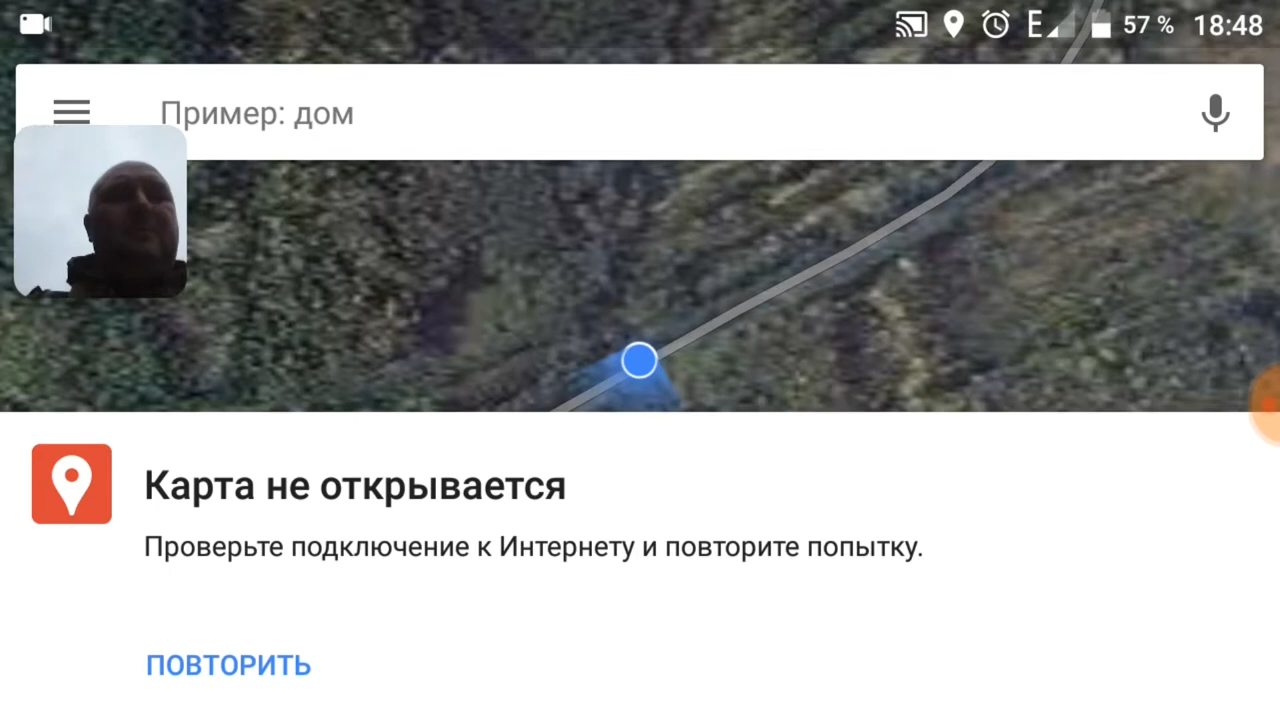 E 57 % 18:48
Пример: дом
Карта не открывается
Проверьте подключение к Интернету и повторите попытку.
ПОВТОРИТЬ